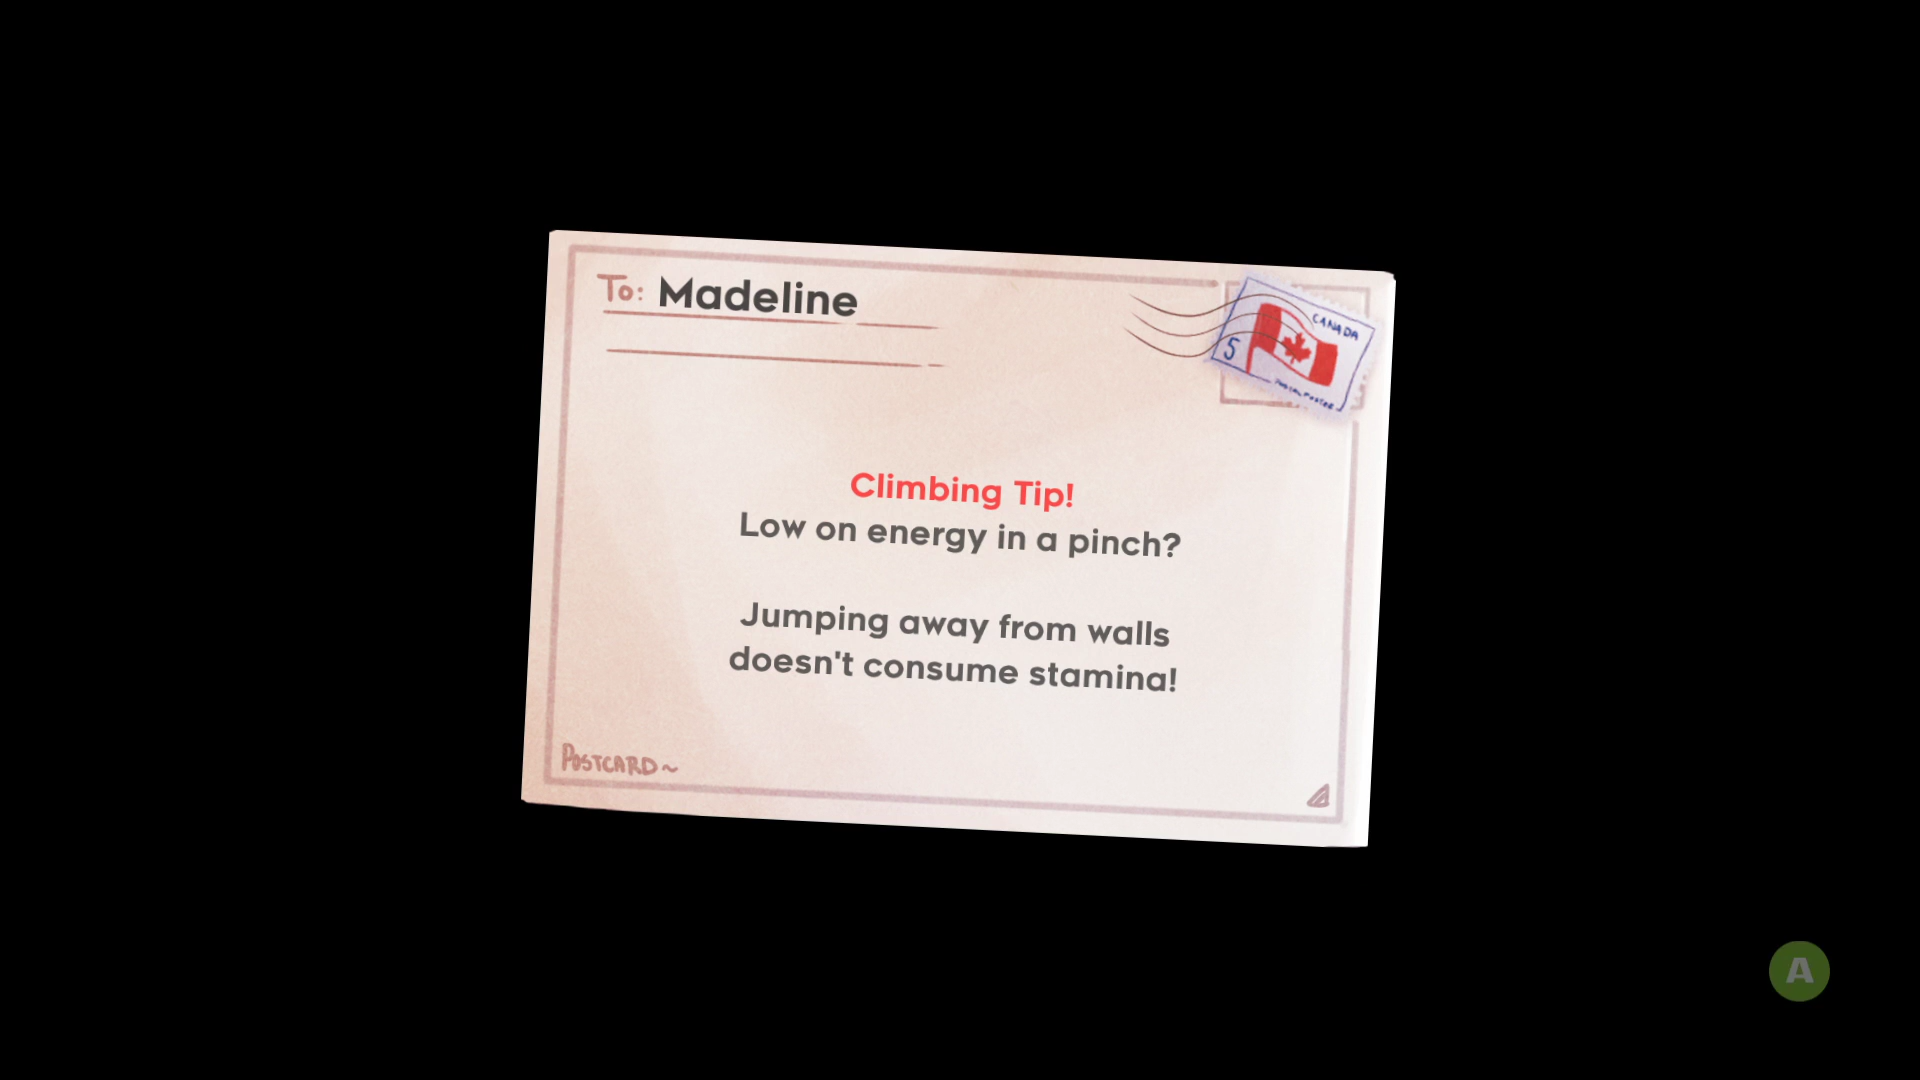 To: Madeline
CANADA
5
Climbing Tip!
Low on energy in a pinch?
Jumping away from walls
doesn't consume stamina!
POSTCARD~
A